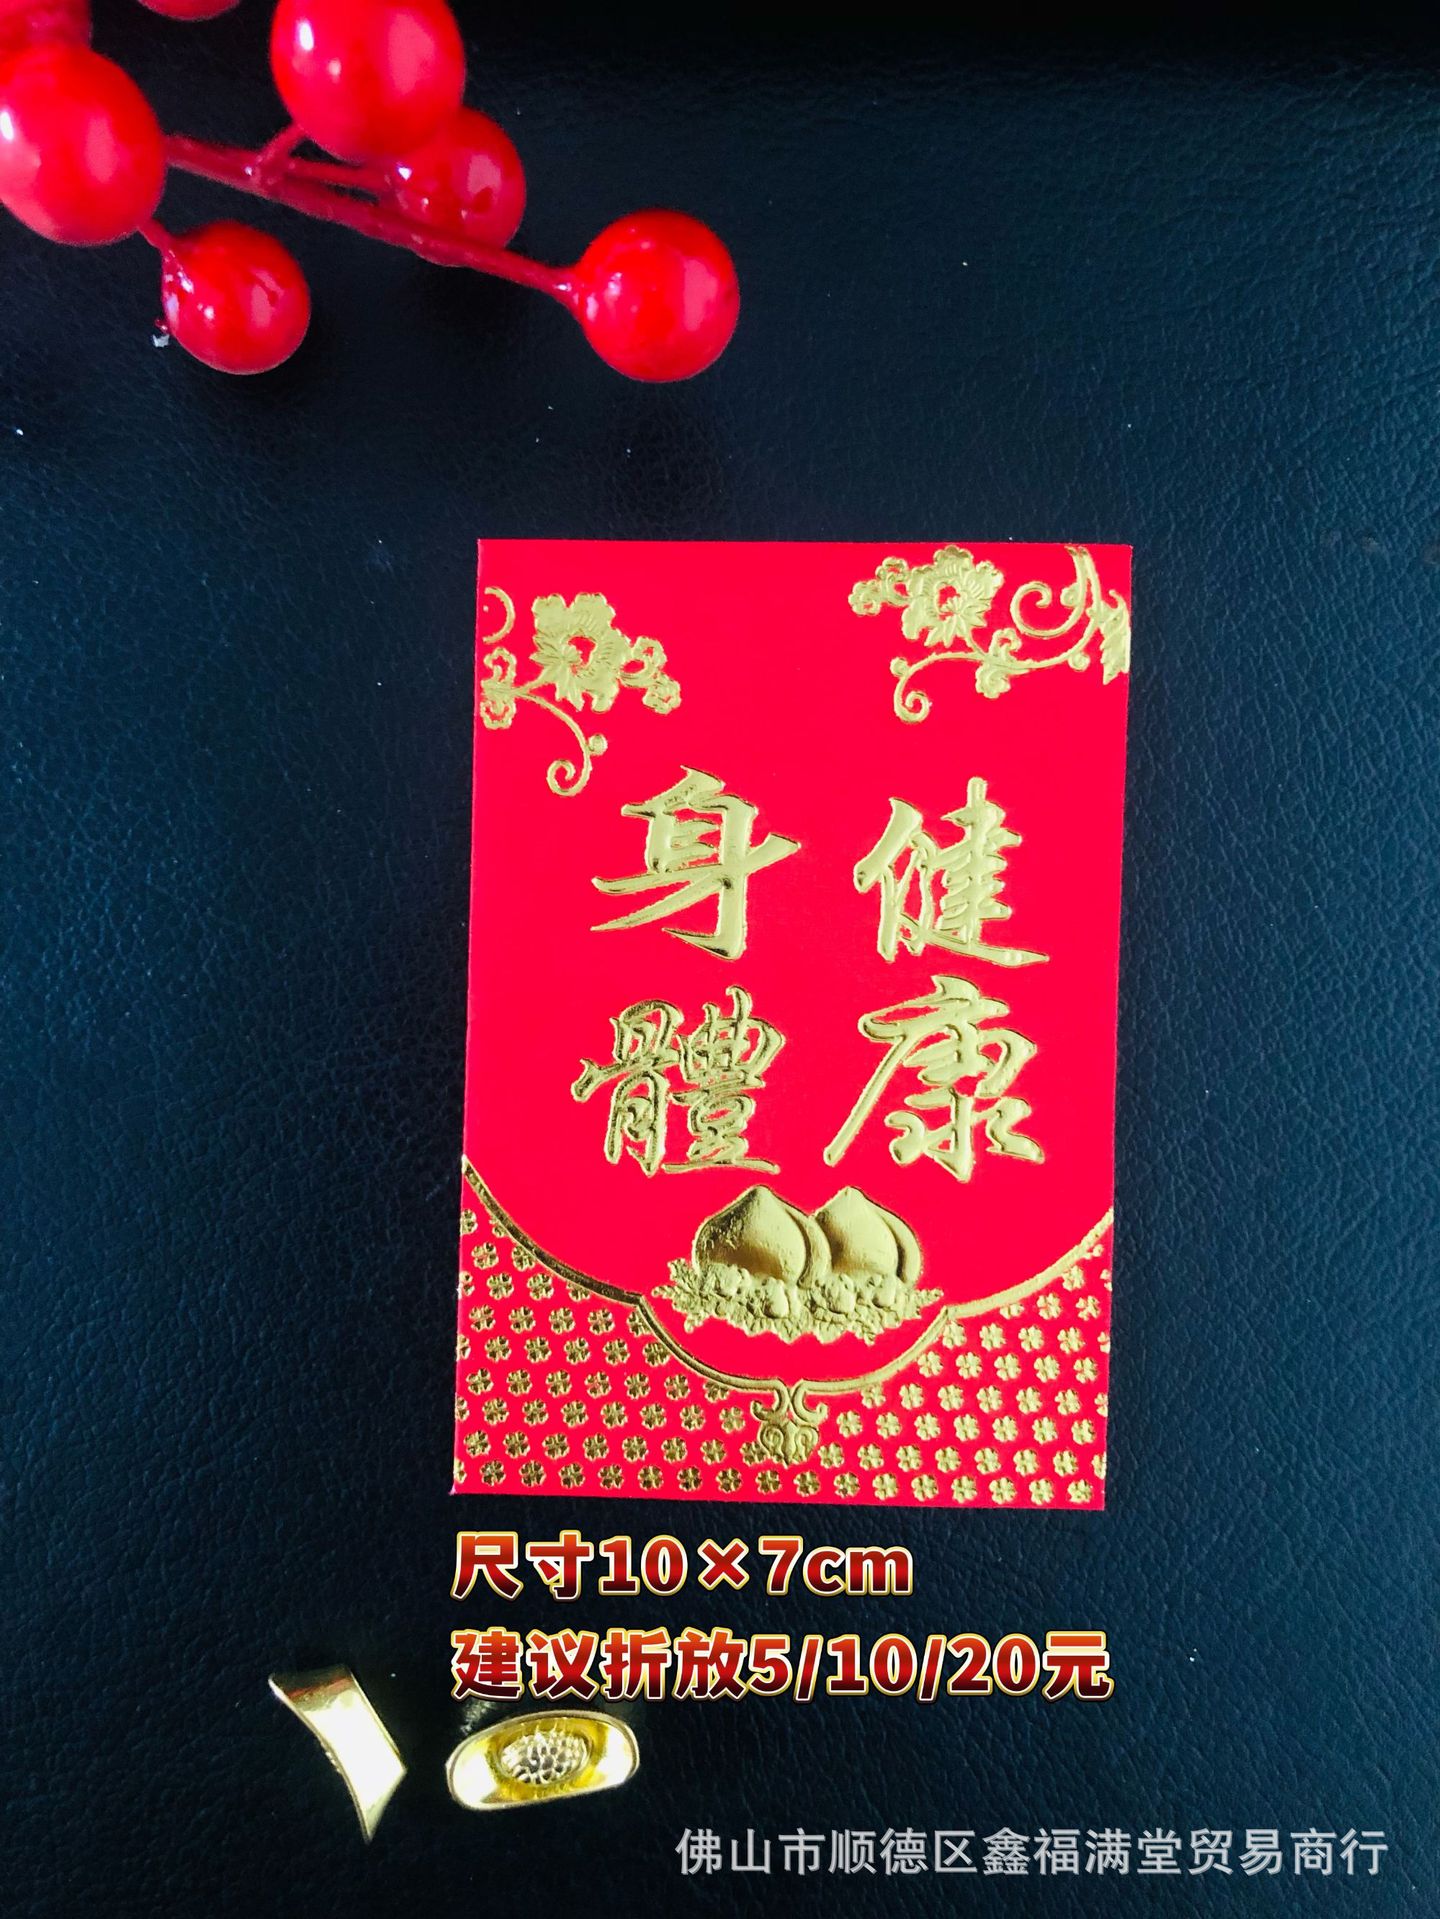 身體
健康
尺寸10×7cm
建议折放5/10/20元
佛山市顺德区鑫福满堂贸易商行